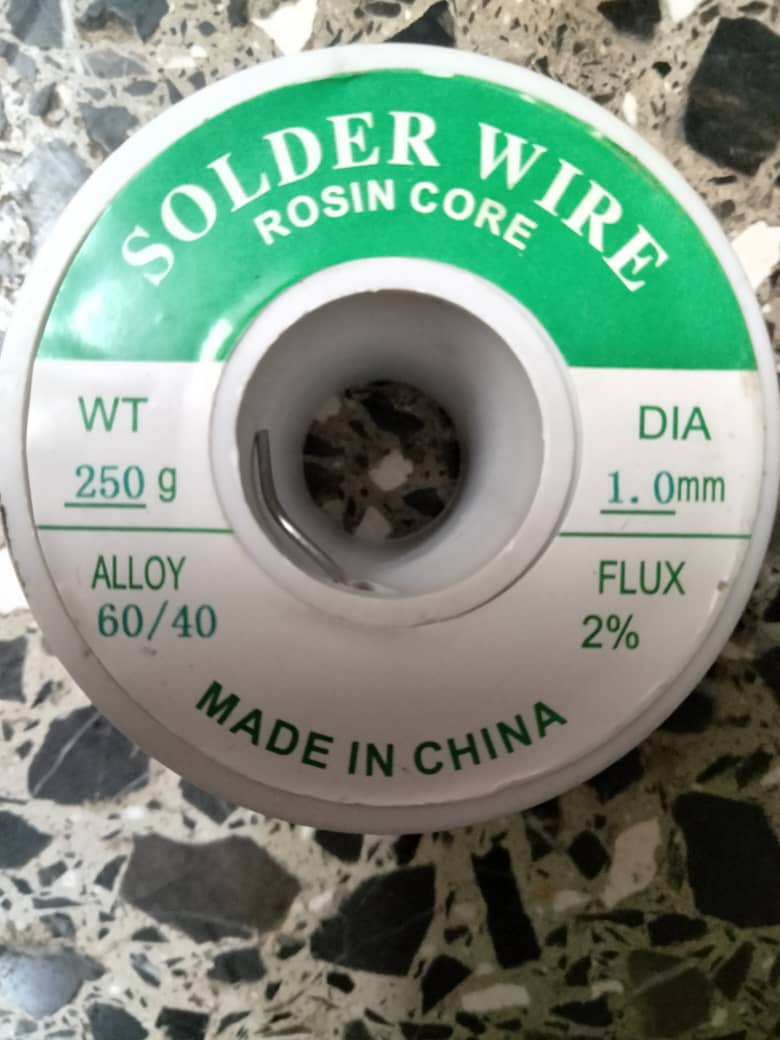 SOLDER WIRE
ROSIN CORE
WT
250 g
DIA
1.0mm
ALLOY
60/40
FLUX
2%
MADE IN CHINA